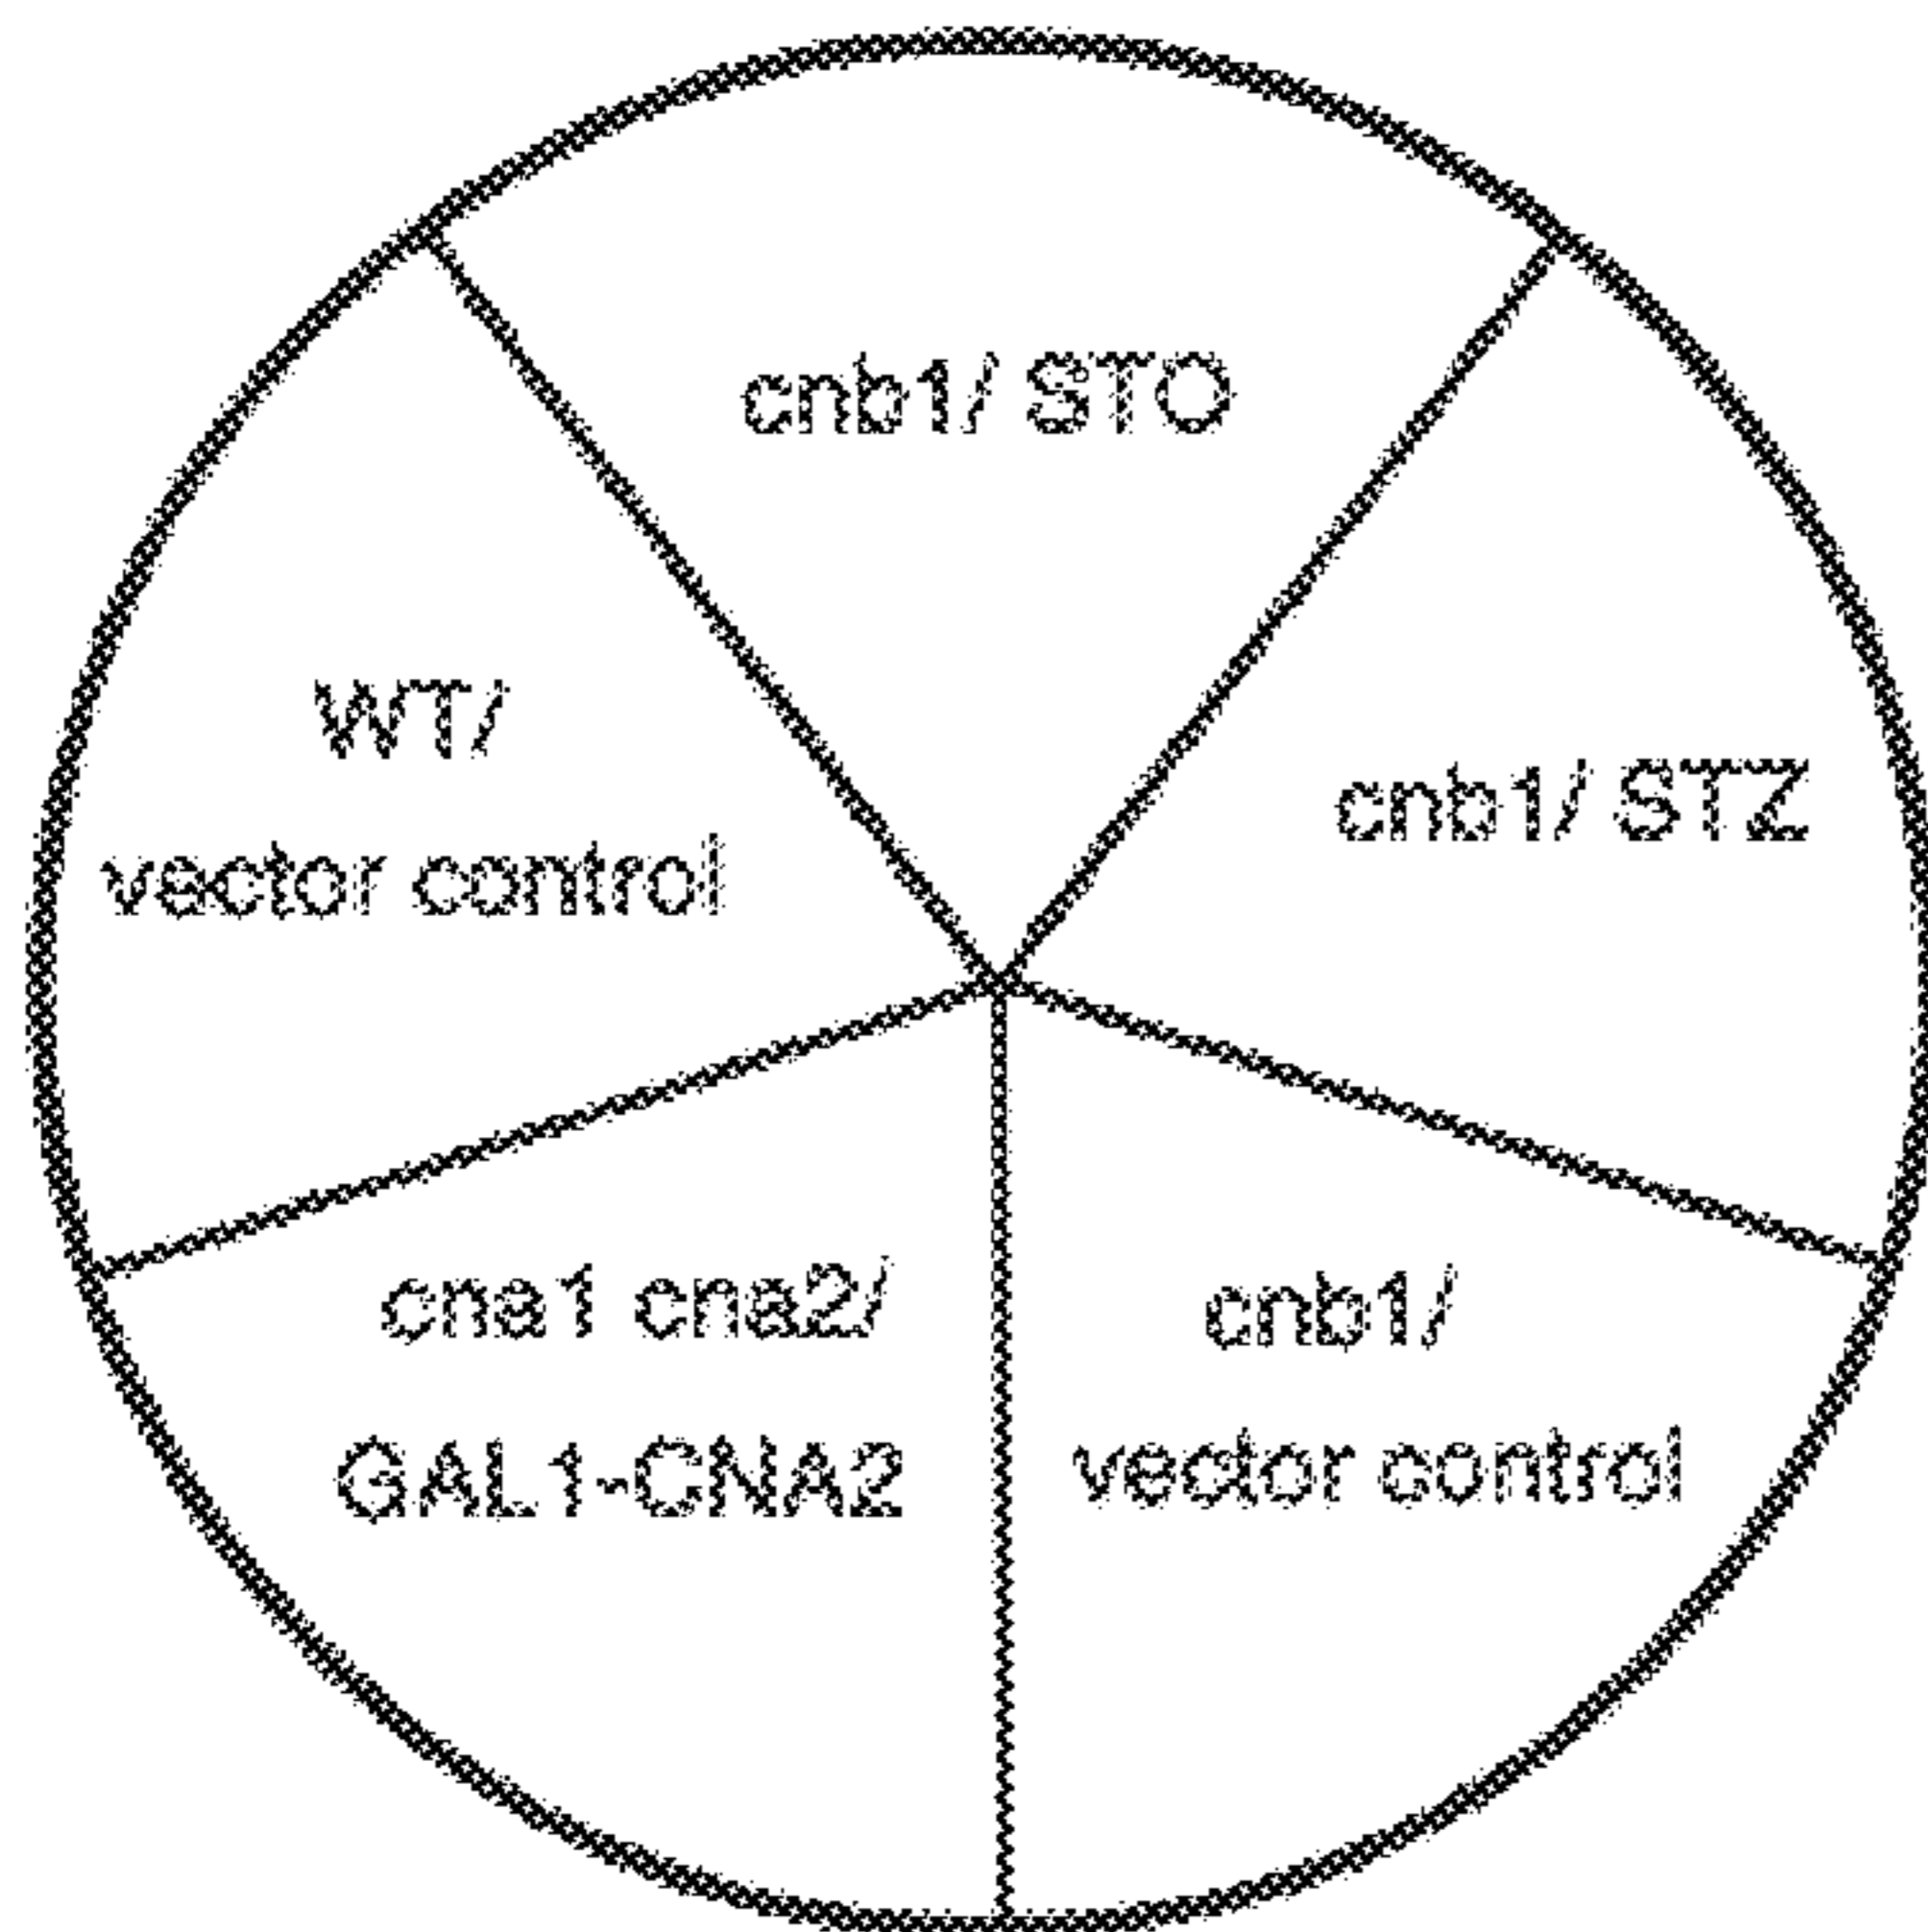 cnb1/ STO
WT/
vector control
cnb1/ STZ
cna1 cna2/
GAL1-CNA2
cnb1/
vector control